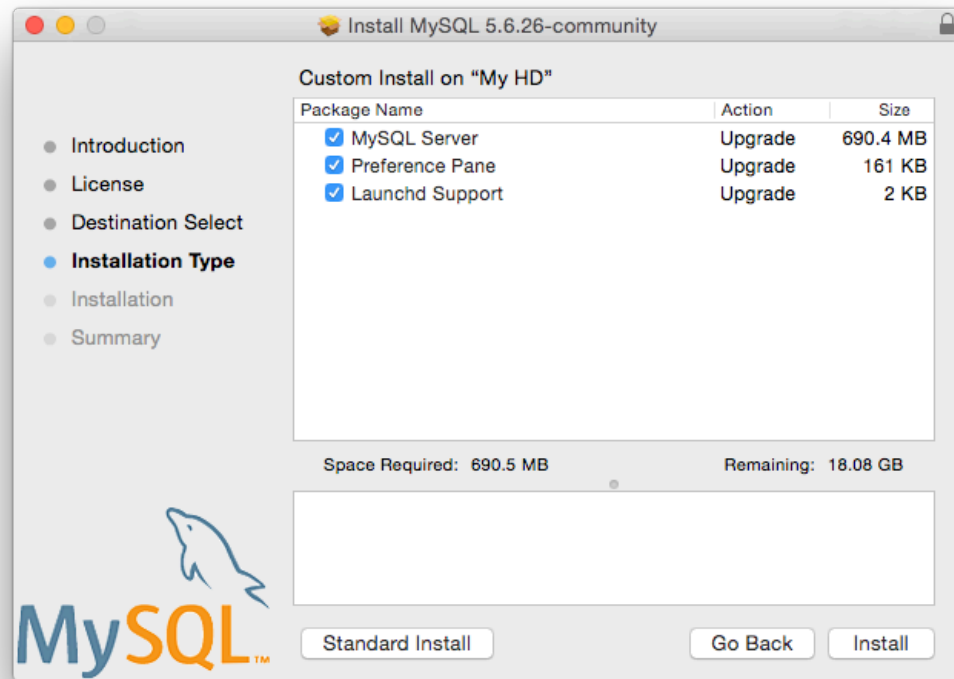 Install MySQL 5.6.26-community
Custom Install on “My HD”
Introduction
License
Destination Select
Installation Type
Installation
Summary
Package Name Action Size
MySQL Server Upgrade 690.4 MB
Preference Pane Upgrade 161 KB
Launchd Support Upgrade 2 KB
Space Required: 690.5 MB Remaining: 18.08 GB
MySQL™
Standard Install Go Back Install